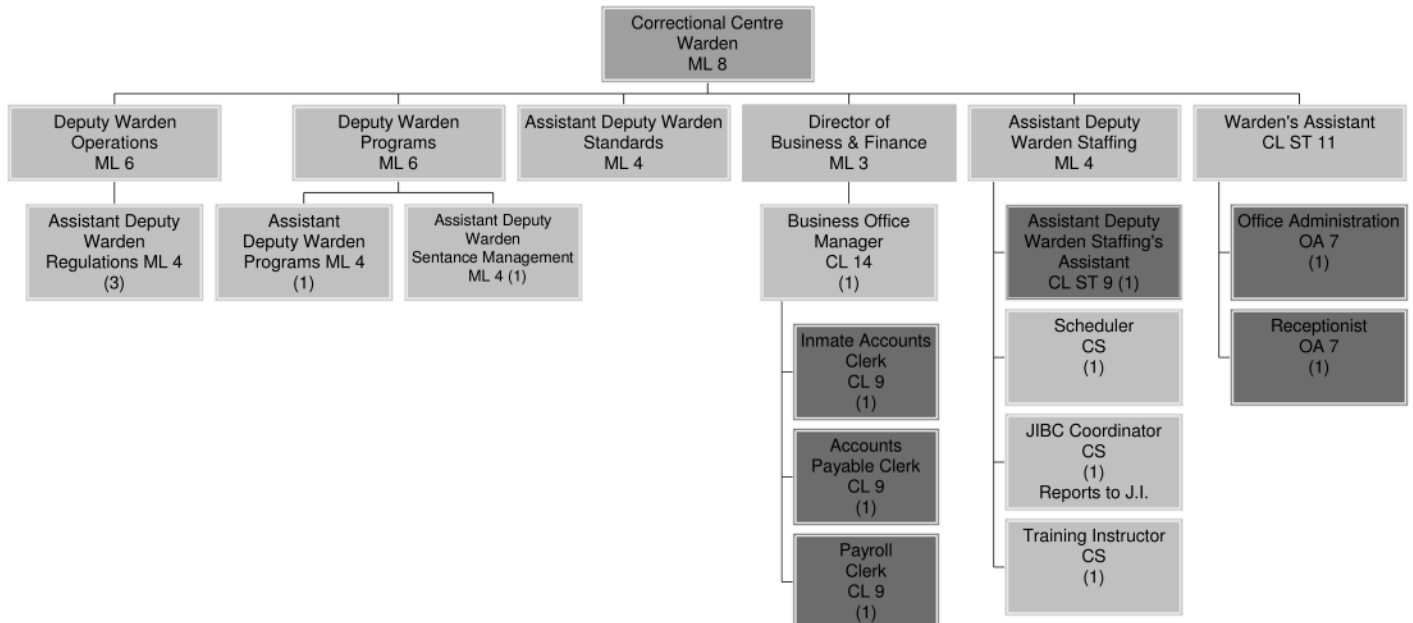 Correctional Centre
Warden
ML 8
Deputy Warden
Operations
ML 6
Deputy Warden
Programs
ML 6
Assistant Deputy Warden
Standards
ML 4
Director of
Business & Finance
ML 3
Assistant Deputy
Warden Staffing
ML 4
Warden's Assistant
CL ST 11
Assistant Deputy
Warden
Regulations ML 4
(3)
Assistant
Deputy Warden
Programs ML 4
(1)
Assistant Deputy
Warden
Sentance Management
ML 4 (1)
Business Office
Manager
CL 14
(1)
Inmate Accounts
Clerk
CL 9
(1)
Accounts
Payable Clerk
CL 9
(1)
Payroll
Clerk
CL 9
(1)
Assistant Deputy
Warden Staffing's
Assistant
CL ST 9 (1)
Scheduler
CS
(1)
JIBC Coordinator
CS
(1)
Reports to J.I.
Training Instructor
CS
(1)
Office Administration
OA 7
(1)
Receptionist
OA 7
(1)